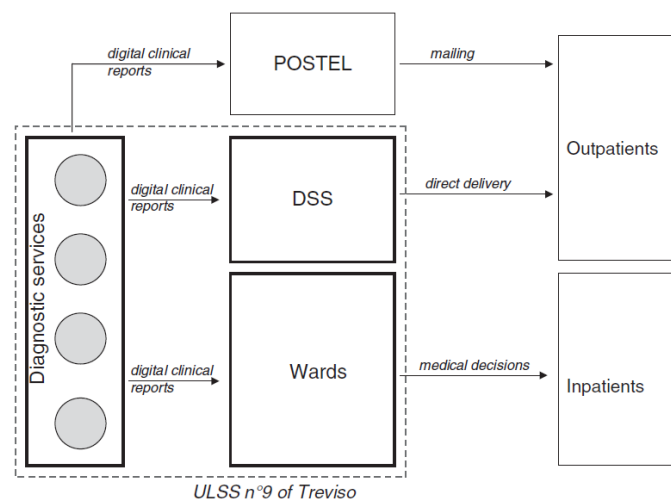 digital clinical
reports
POSTEL
mailing
Outpatients
Diagnostic services
digital clinical
reports
DSS
direct delivery
digital clinical
reports
Wards
medical decisions
Inpatients
ULSS n°9 of Treviso